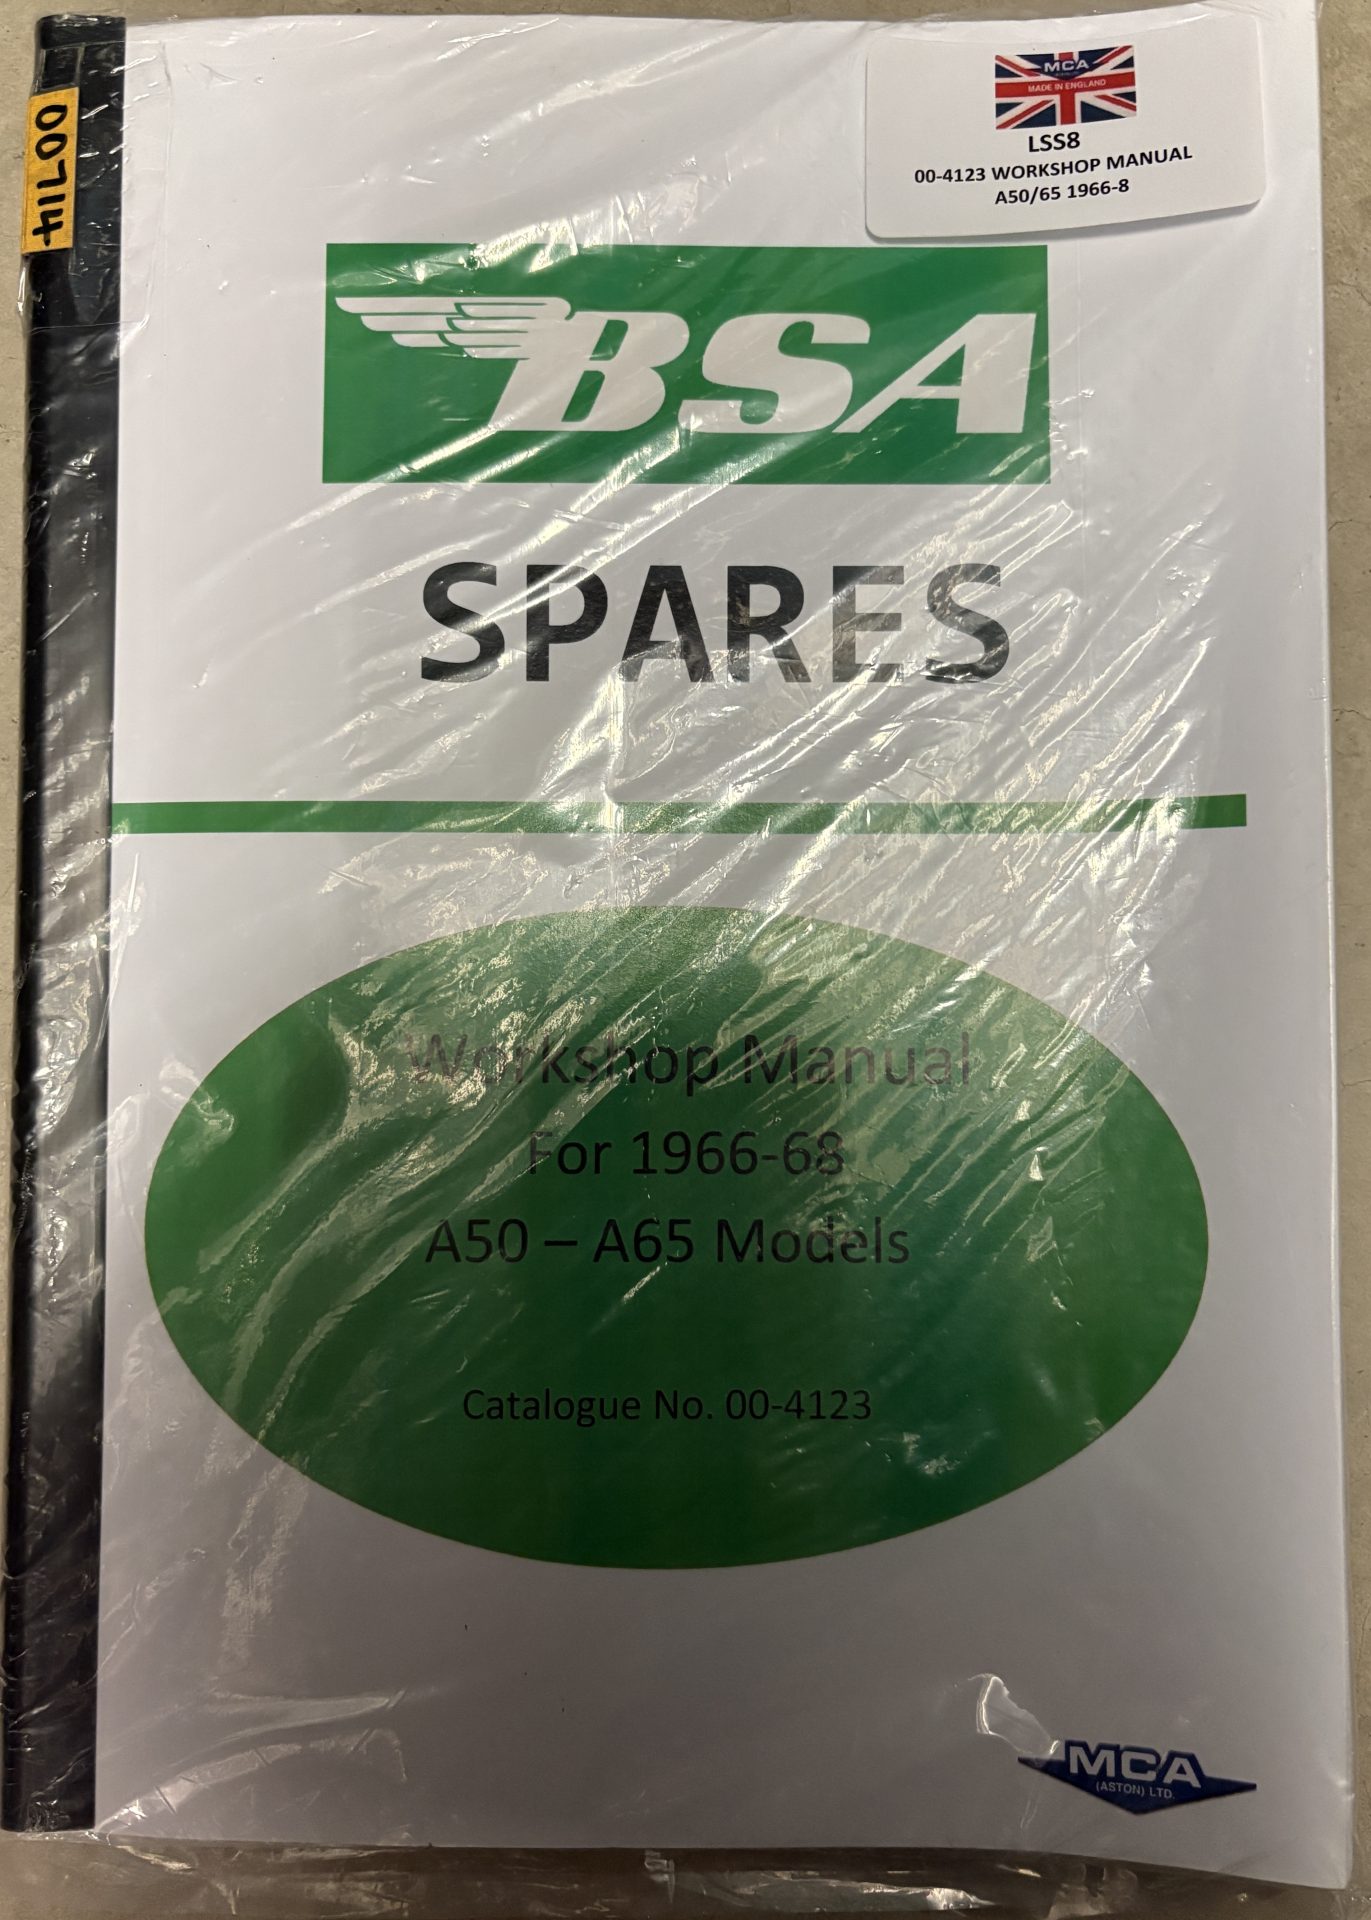 00714
MCA
MADE IN ENGLAND
LSS8
00-4123 WORKSHOP MANUAL
A50/65 1966-8
BSA
SPARES
Workshop Manual
For 1966-68
A50 – A65 Models
Catalogue No. 00-4123
MCA
(ASTON) LTD.